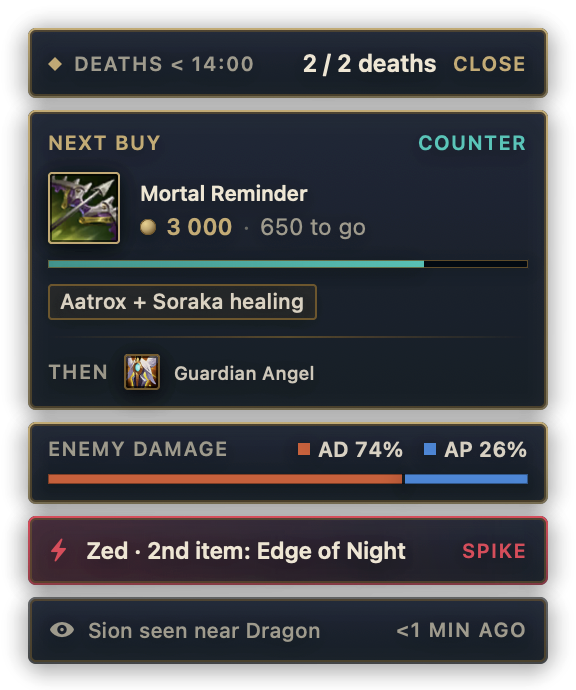 DEATHS < 14:00 2 / 2 deaths CLOSE
NEXT BUY COUNTER
Mortal Reminder
3 000 · 650 to go
Aatrox + Soraka healing
THEN Guardian Angel
ENEMY DAMAGE AD 74% AP 26%
Zed · 2nd item: Edge of Night SPIKE
Sion seen near Dragon <1 MIN AGO